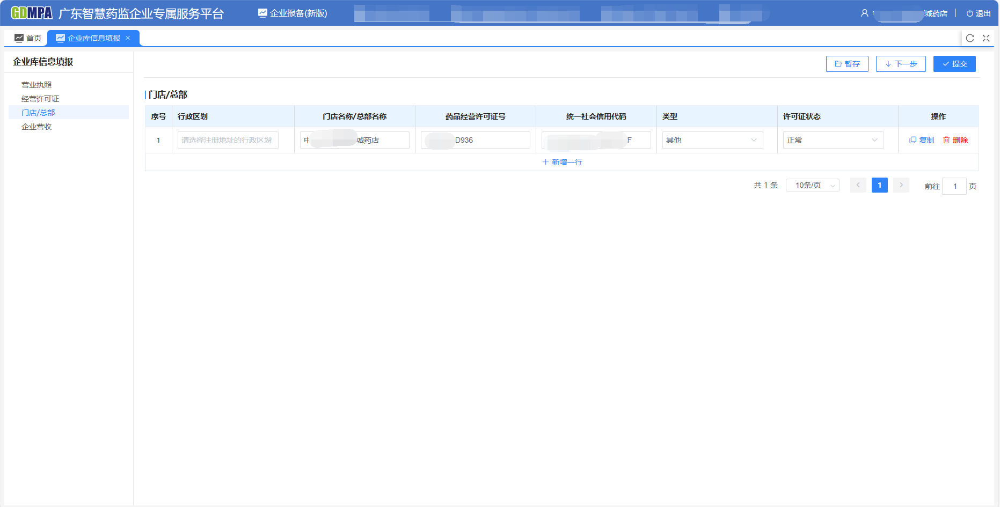 GDMPA 广东智慧药监企业专属服务平台 企业报备(新版) 城药店 退出
首页 企业库信息填报
企业库信息填报
暂存 下一步 提交
营业执照
经营许可证
门店/总部
企业营收
门店/总部
序号 行政区划 门店名称/总部名称 药品经营许可证号 统一社会信用代码 类型 许可证状态 操作
1 请选择注册地址的行政区划 城药店 D936 F 其他 正常 复制 删除
新增一行
共 1 条 10条/页 1 前往 1 页